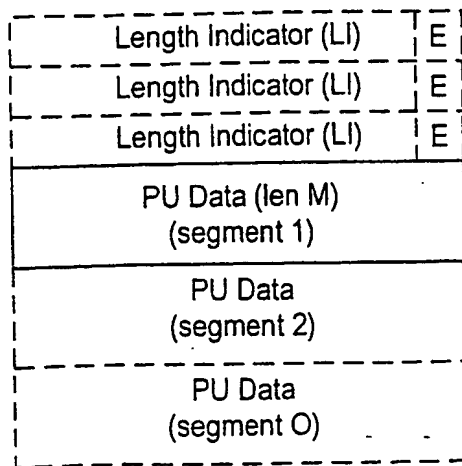 Length Indicator (LI) E
Length Indicator (LI) E
Length Indicator (LI) E
PU Data (len M)
(segment 1)
PU Data
(segment 2)
PU Data
(segment O)